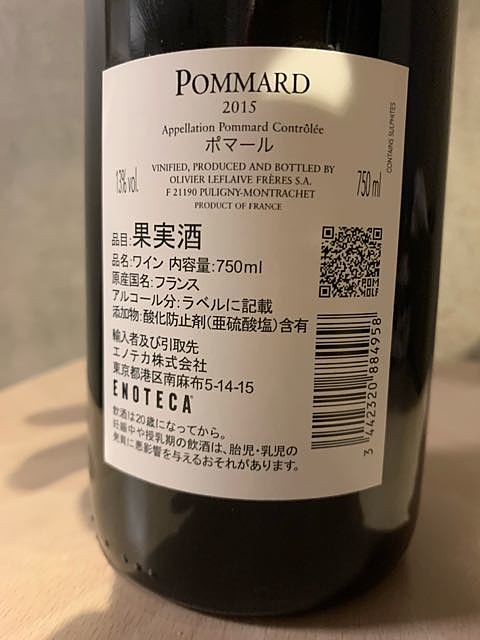 POMMARD
2015
Appellation Pommard Contrôlée
ポマール
VINIFIED, PRODUCED AND BOTTLED BY
OLIVIER LEFLAIVE FRÈRES S.A.
F 21190 PULIGNY-MONTRACHET
PRODUCT OF FRANCE
13% vol.
750 ml
CONTAINS SULPHITES
品目:果実酒
品名:ワイン 内容量:750ml
原産国名:フランス
アルコール分:ラベルに記載
添加物:酸化防止剤(亜硫酸塩)含有
輸入者及び引取先
エノテカ株式会社
東京都港区南麻布5-14-15
ENOTECA
飲酒は20歳になってから。
妊娠中や授乳期の飲酒は、胎児・乳児の
発育に悪影響を与えるおそれがあります。
POM
HOLF
3 442320 884958